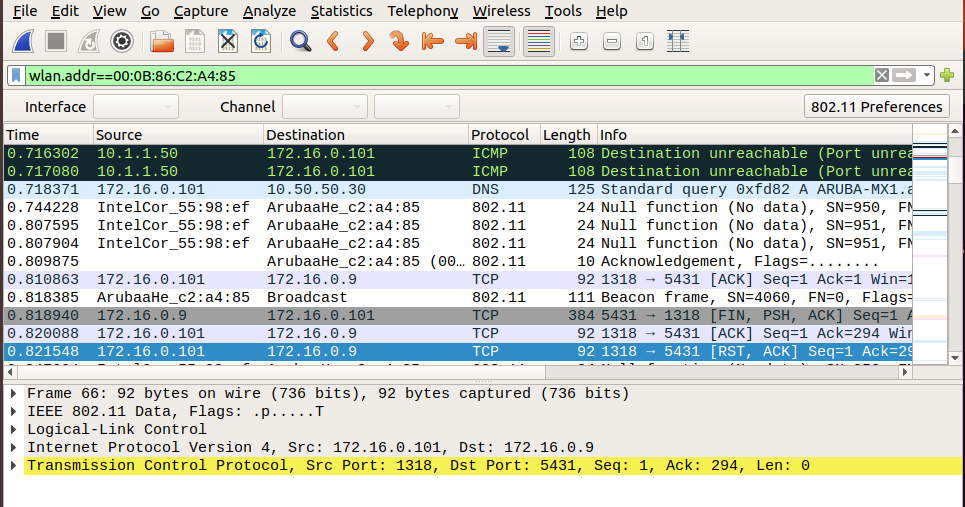 File Edit View Go Capture Analyze Statistics Telephony Wireless Tools Help
wlan.addr==00:0B:86:C2:A4:85
Interface Channel 802.11 Preferences
Time Source Destination Protocol Length Info
0.716302 10.1.1.50 172.16.0.101 ICMP 108 Destination unreachable (Port unrea
0.717080 10.1.1.50 172.16.0.101 ICMP 108 Destination unreachable (Port unrea
0.718371 172.16.0.101 10.50.50.30 DNS 125 Standard query 0xfd82 A ARUBA-MX1.a
0.744228 IntelCor_55:98:ef ArubaaHe_c2:a4:85 802.11 24 Null function (No data), SN=950, FN
0.807595 IntelCor_55:98:ef ArubaaHe_c2:a4:85 802.11 24 Null function (No data), SN=951, FN
0.807904 IntelCor_55:98:ef ArubaaHe_c2:a4:85 802.11 24 Null function (No data), SN=951, FN
0.809875 ArubaaHe_c2:a4:85 (00… 802.11 10 Acknowledgement, Flags=........
0.810863 172.16.0.101 172.16.0.9 TCP 92 1318 → 5431 [ACK] Seq=1 Ack=1 Win=1
0.818385 ArubaaHe_c2:a4:85 Broadcast 802.11 111 Beacon frame, SN=4060, FN=0, Flags=
0.818940 172.16.0.9 172.16.0.101 TCP 384 5431 → 1318 [FIN, PSH, ACK] Seq=1 A
0.820088 172.16.0.101 172.16.0.9 TCP 92 1318 → 5431 [ACK] Seq=1 Ack=294 Win
0.821548 172.16.0.101 172.16.0.9 TCP 92 1318 → 5431 [RST, ACK] Seq=1 Ack=29
Frame 66: 92 bytes on wire (736 bits), 92 bytes captured (736 bits)
IEEE 802.11 Data, Flags: .p.....T
Logical-Link Control
Internet Protocol Version 4, Src: 172.16.0.101, Dst: 172.16.0.9
Transmission Control Protocol, Src Port: 1318, Dst Port: 5431, Seq: 1, Ack: 294, Len: 0